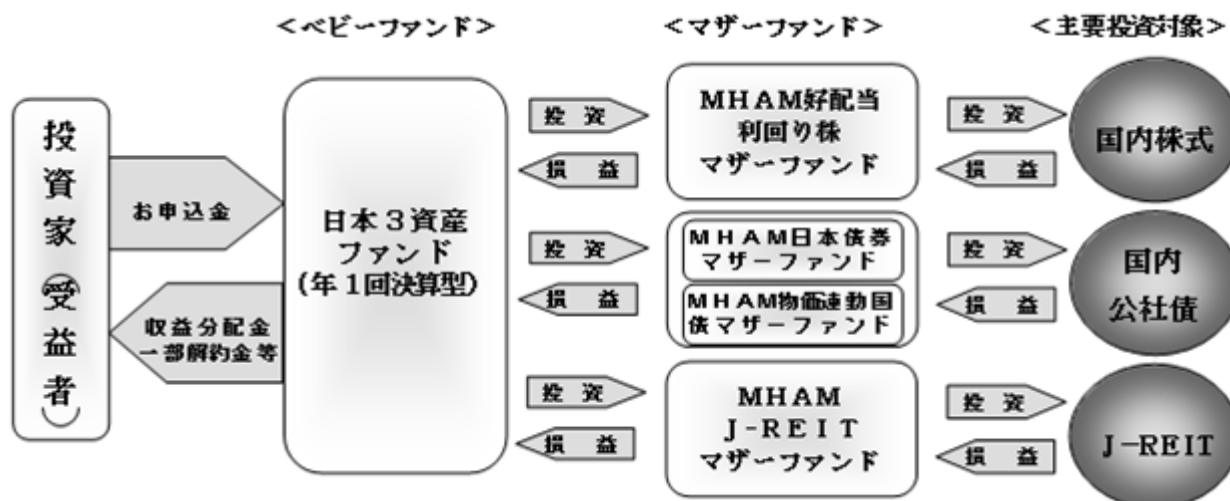 ＜ベビーファンド＞
＜マザーファンド＞
＜主要投資対象＞
投資家（受益者）
お申込金
収益分配金
一部解約金等
日本３資産
ファンド
（年１回決算型）
投資
損益
投資
損益
投資
損益
ＭＨＡＭ好配当
利回り株
マザーファンド
ＭＨＡＭ日本債券
マザーファンド
ＭＨＡＭ物価連動国
債マザーファンド
ＭＨＡＭ
Ｊ－ＲＥＩＴ
マザーファンド
投資
損益
投資
損益
投資
損益
国内株式
国内
公社債
Ｊ－ＲＥＩＴ